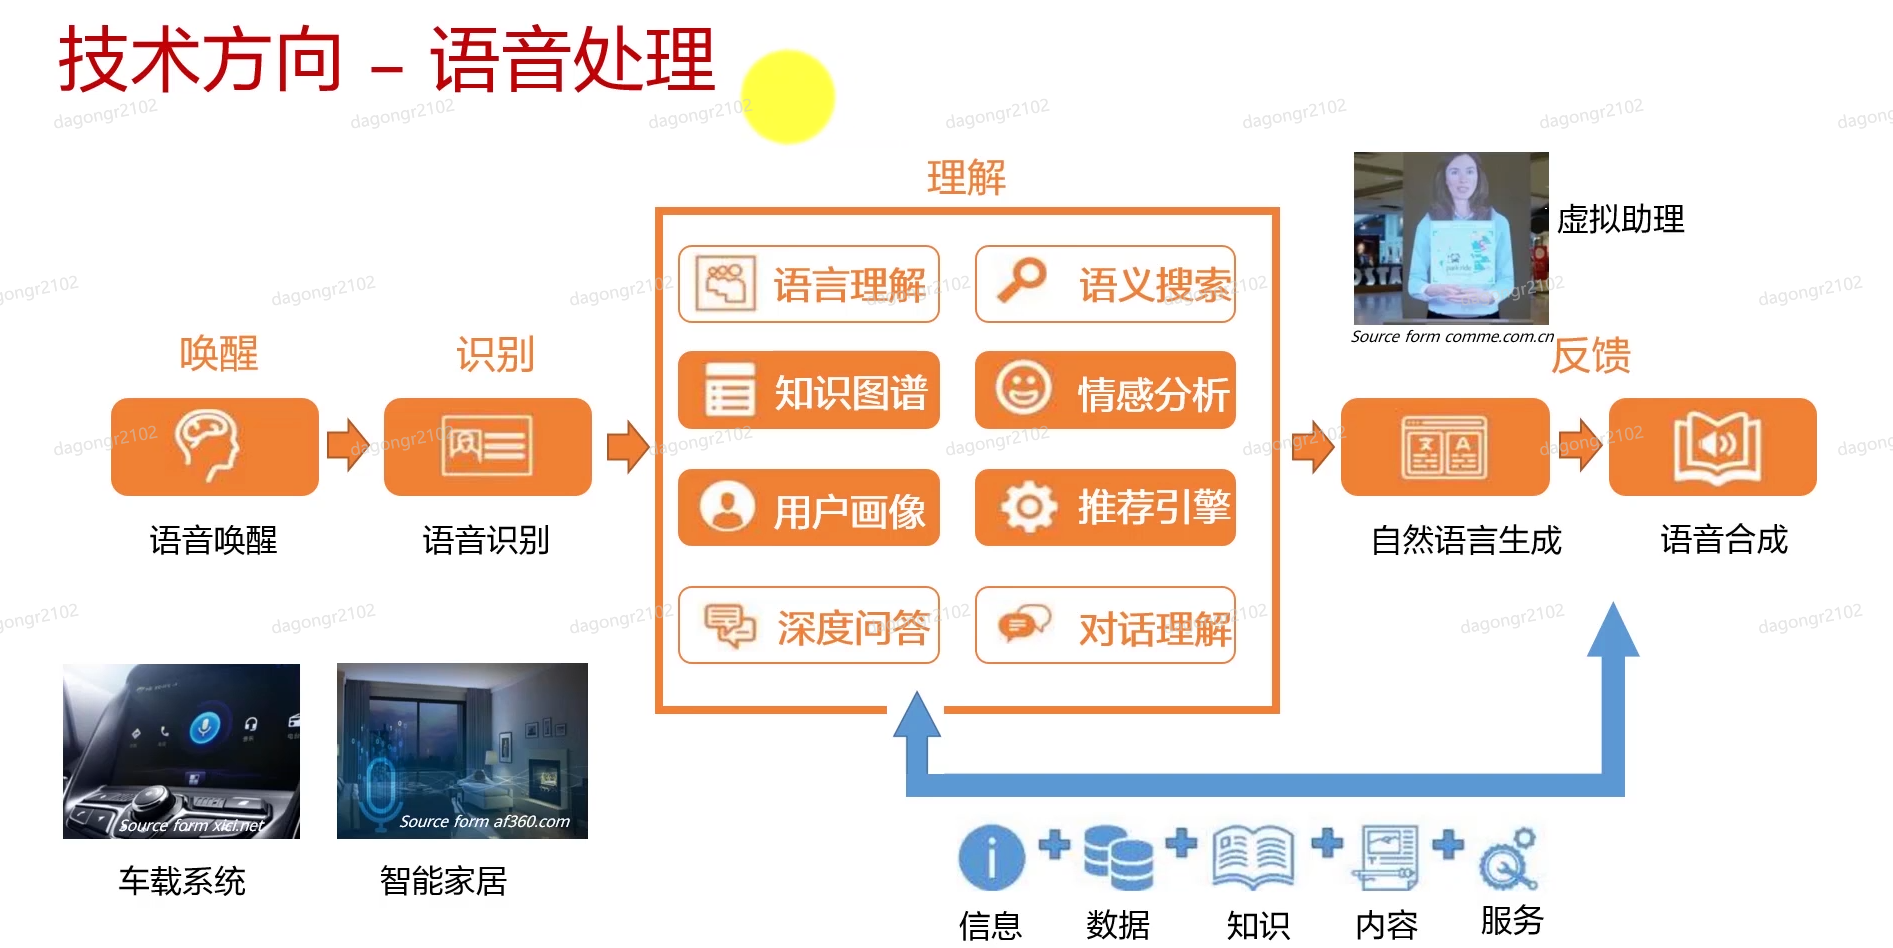 技术方向 – 语音处理
理解
虚拟助理
语言理解
语义搜索
Source form comme.com.cn
唤醒
识别
反馈
知识图谱
情感分析
用户画像
推荐引擎
语音唤醒
语音识别
自然语言生成
语音合成
深度问答
对话理解
Source form xici.net
Source form af360.com
车载系统
智能家居
信息
数据
知识
内容
服务
dagongr2102